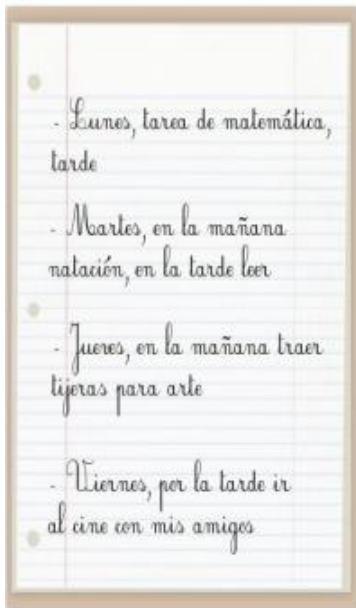 - Lunes, tarea de matemática,
tarde
- Martes, en la mañana
natación, en la tarde leer
- Jueves, en la mañana traer
tijeras para arte
- Viernes, por la tarde ir
al cine con mis amigos